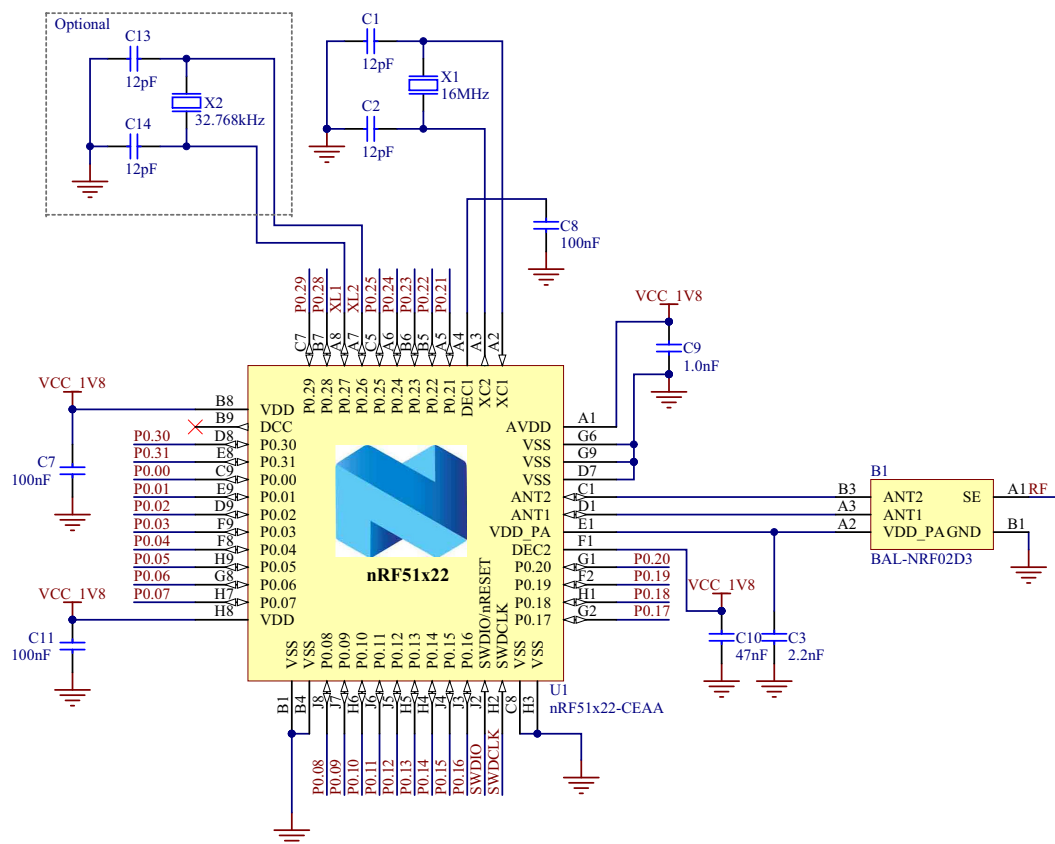 Optional
C13
12pF
X2
32.768kHz
C14
12pF
C1
12pF
X1
16MHz
C2
12pF
C8
100nF
P0.29
P0.28
XL1
XL2
P0.25
P0.24
P0.23
P0.22
P0.21
C7
B7
A8
A7
C5
A6
B6
B5
A5
A4
A3
A2
P0.29
P0.28
P0.27
P0.26
P0.25
P0.24
P0.23
P0.22
P0.21
DEC1
XC2
XC1
VCC_1V8
C7
100nF
VCC_1V8
C11
100nF
B8 VDD
B9 DCC
P0.30 D8 P0.30
P0.31 E8 P0.31
P0.00 C9 P0.00
P0.01 E9 P0.01
P0.02 D9 P0.02
P0.03 F9 P0.03
P0.04 F8 P0.04
P0.05 H9 P0.05
P0.06 G8 P0.06
P0.07 H7 P0.07
H8 VDD
nRF51x22
VCC_1V8
C9
1.0nF
AVDD A1
VSS G6
VSS G9
VSS D7
ANT2 C1
ANT1 D1
VDD_PA E1
DEC2 F1
P0.20 G1 P0.20
P0.19 F2 P0.19
P0.18 H1 P0.18
P0.17 G2 P0.17
B1
B3 ANT2 SE A1 RF
A3 ANT1
A2 VDD_PA GND B1
BAL-NRF02D3
VCC_1V8
C10
47nF
C3
2.2nF
VSS
VSS
P0.08
P0.09
P0.10
P0.11
P0.12
P0.13
P0.14
P0.15
P0.16
SWDIO/nRESET
SWDCLK
VSS
VSS
B1
B4
J8
J7
H6
J6
J5
H5
H4
J4
J3
J2
H2
C8
H3
U1
nRF51x22-CEAA
P0.08
P0.09
P0.10
P0.11
P0.12
P0.13
P0.14
P0.15
P0.16
SWDIO
SWDCLK